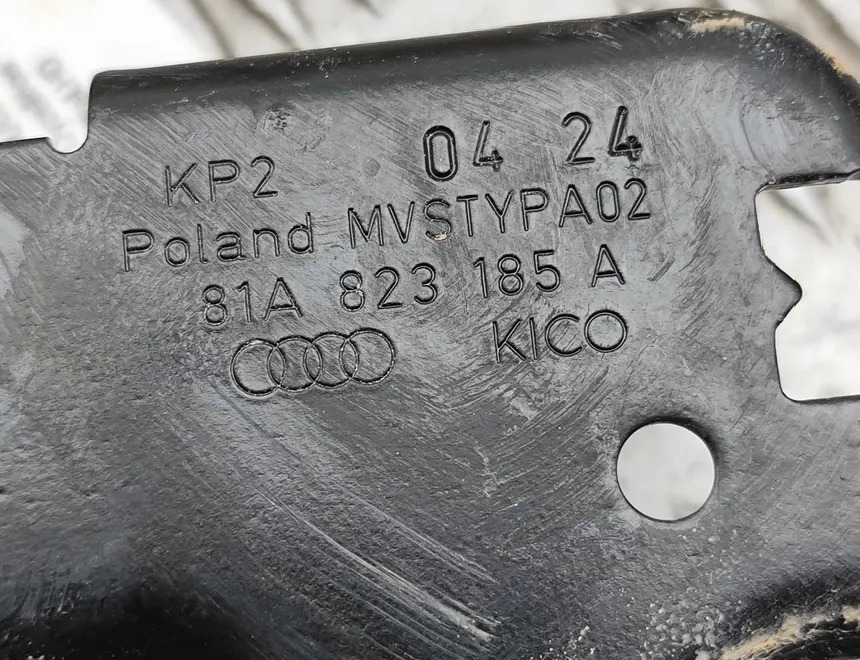 KP2 04 24
Poland MVSTYPA02
81A 823 185 A
KICO